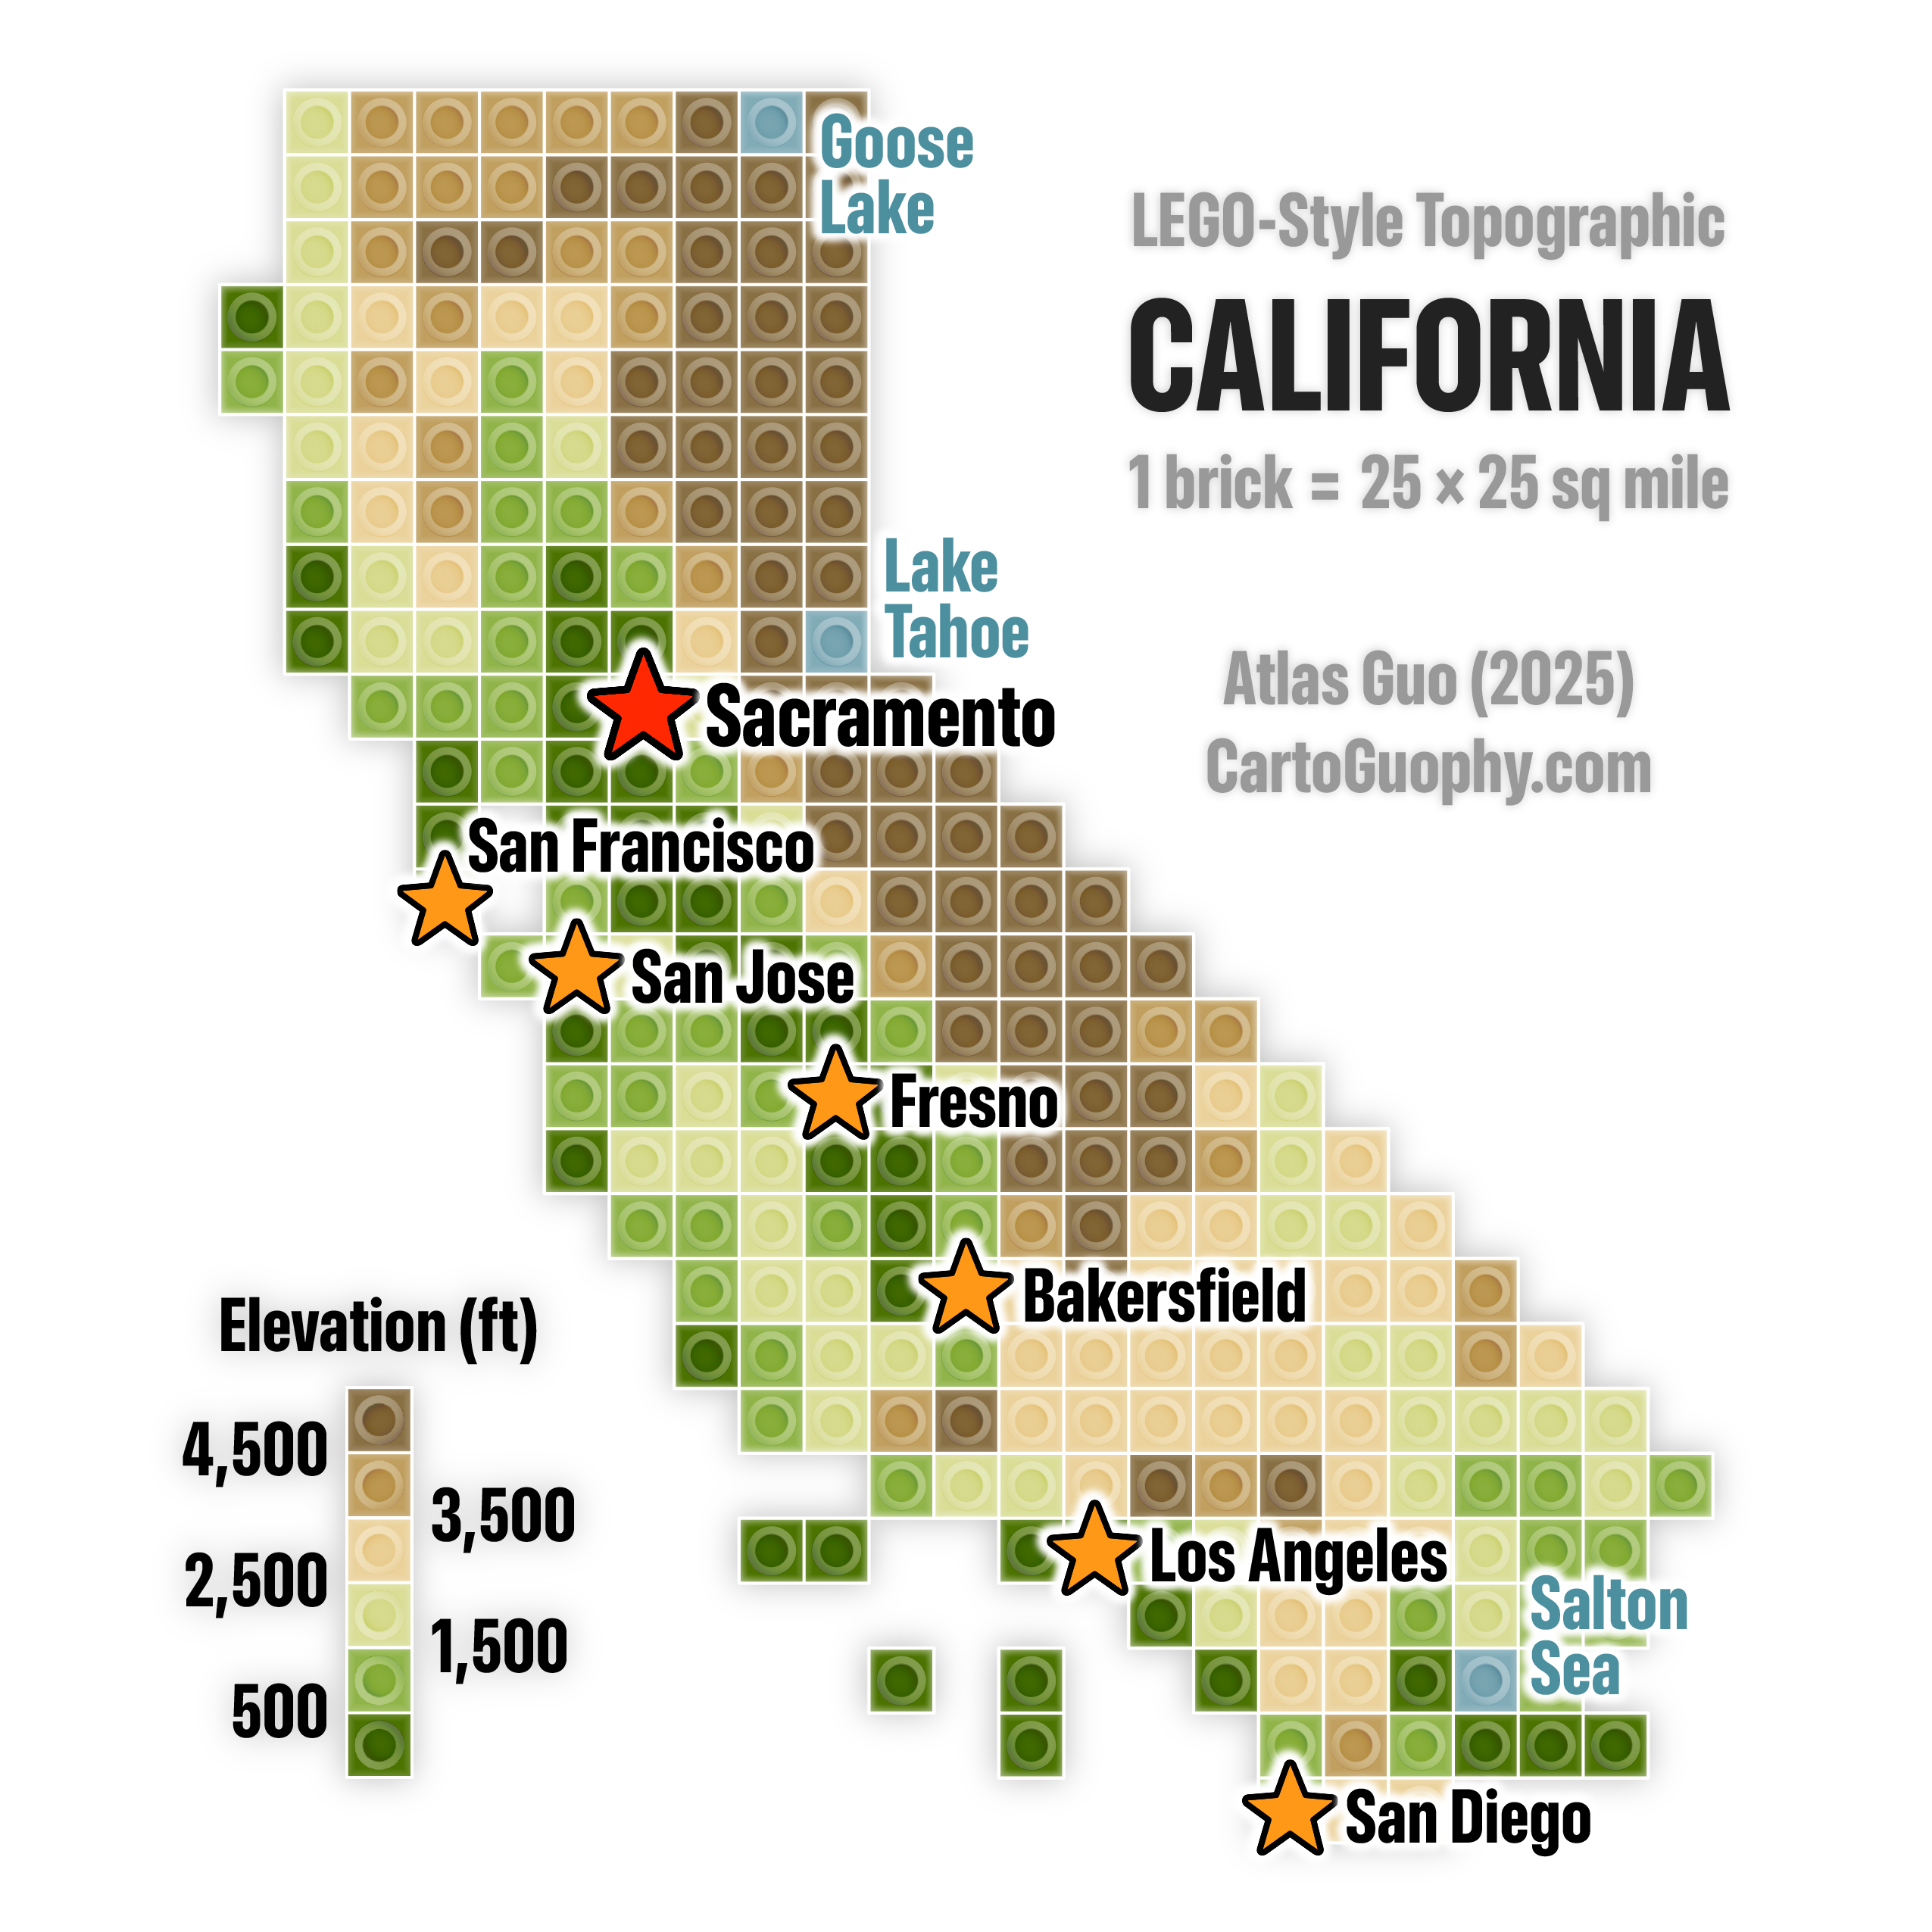 Goose
Lake
LEGO-Style Topographic
CALIFORNIA
1 brick = 25 × 25 sq mile
Lake
Tahoe
Atlas Guo (2025)
CartoGuophy.com
Sacramento
San Francisco
San Jose
Fresno
Bakersfield
Los Angeles
Salton
Sea
San Diego
Elevation (ft)
4,500
3,500
2,500
1,500
500